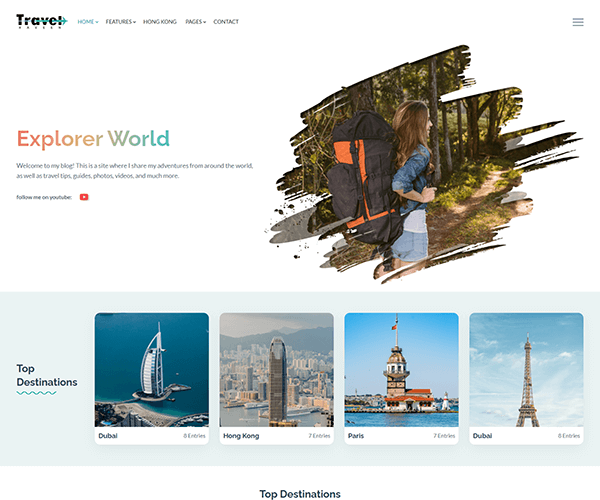 Travel
HOME
FEATURES
HONG KONG
PAGES
CONTACT
Explorer World
Welcome to my blog! This is a site where I share my adventures from around the world,
as well as travel tips, guides, photos, videos, and much more.
follow me on youtube:
Top
Destinations
Dubai 8 Entries
Hong Kong 7 Entries
Paris 7 Entries
Dubai 8 Entries
Top Destinations